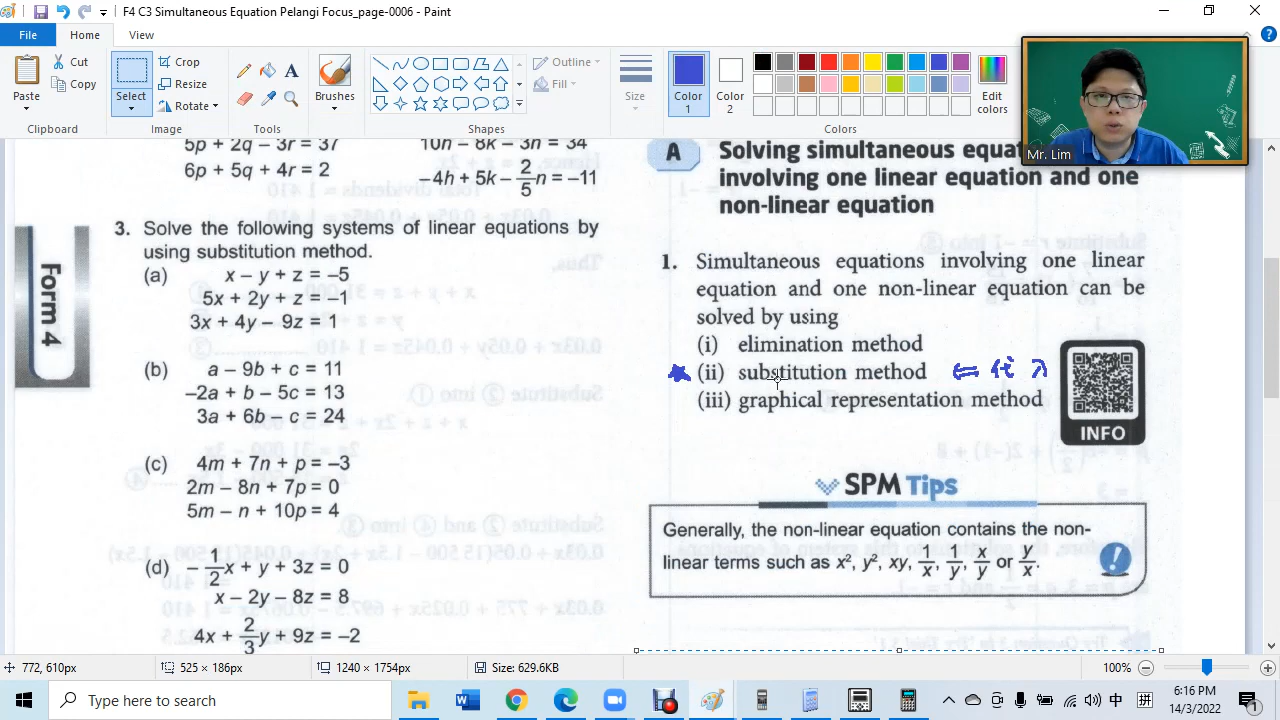 F4 C3 Simultaneous Equation Pelangi Focus_page-0006 - Paint
File
Home
View
Paste
Cut
Copy
Clipboard
Select
Crop
Resize
Rotate
Image
A
Tools
Brushes
Outline
Fill
Shapes
Size
Color 1
Color 2
Edit colors
Colors
Mr. Lim
5p + 2q – 3r = 37
6p + 5q + 4r = 2
10h – 8k – 3n = 34
–4h + 5k – 2/5 n = –11
Form 4
3. Solve the following systems of linear equations by
using substitution method.
(a) x – y + z = –5
5x + 2y + z = –1
3x + 4y – 9z = 1
(b) a – 9b + c = 11
–2a + b – 5c = 13
3a + 6b – c = 24
(c) 4m + 7n + p = –3
2m – 8n + 7p = 0
5m – n + 10p = 4
(d) –1/2 x + y + 3z = 0
x – 2y – 8z = 8
4x + 2/3 y + 9z = –2
A Solving simultaneous equat
involving one linear equation and one
non-linear equation
1. Simultaneous equations involving one linear
equation and one non-linear equation can be
solved by using
(i) elimination method
★ (ii) substitution method ⇐ 代入
(iii) graphical representation method
INFO
SPM Tips
Generally, the non-linear equation contains the non-
linear terms such as x², y², xy, 1/x, 1/y, x/y or y/x.
772, 610px
525 × 186px
1240 × 1754px
Size: 629.6KB
100%
Type here to search
中
拼
6:16 PM
14/3/2022
1